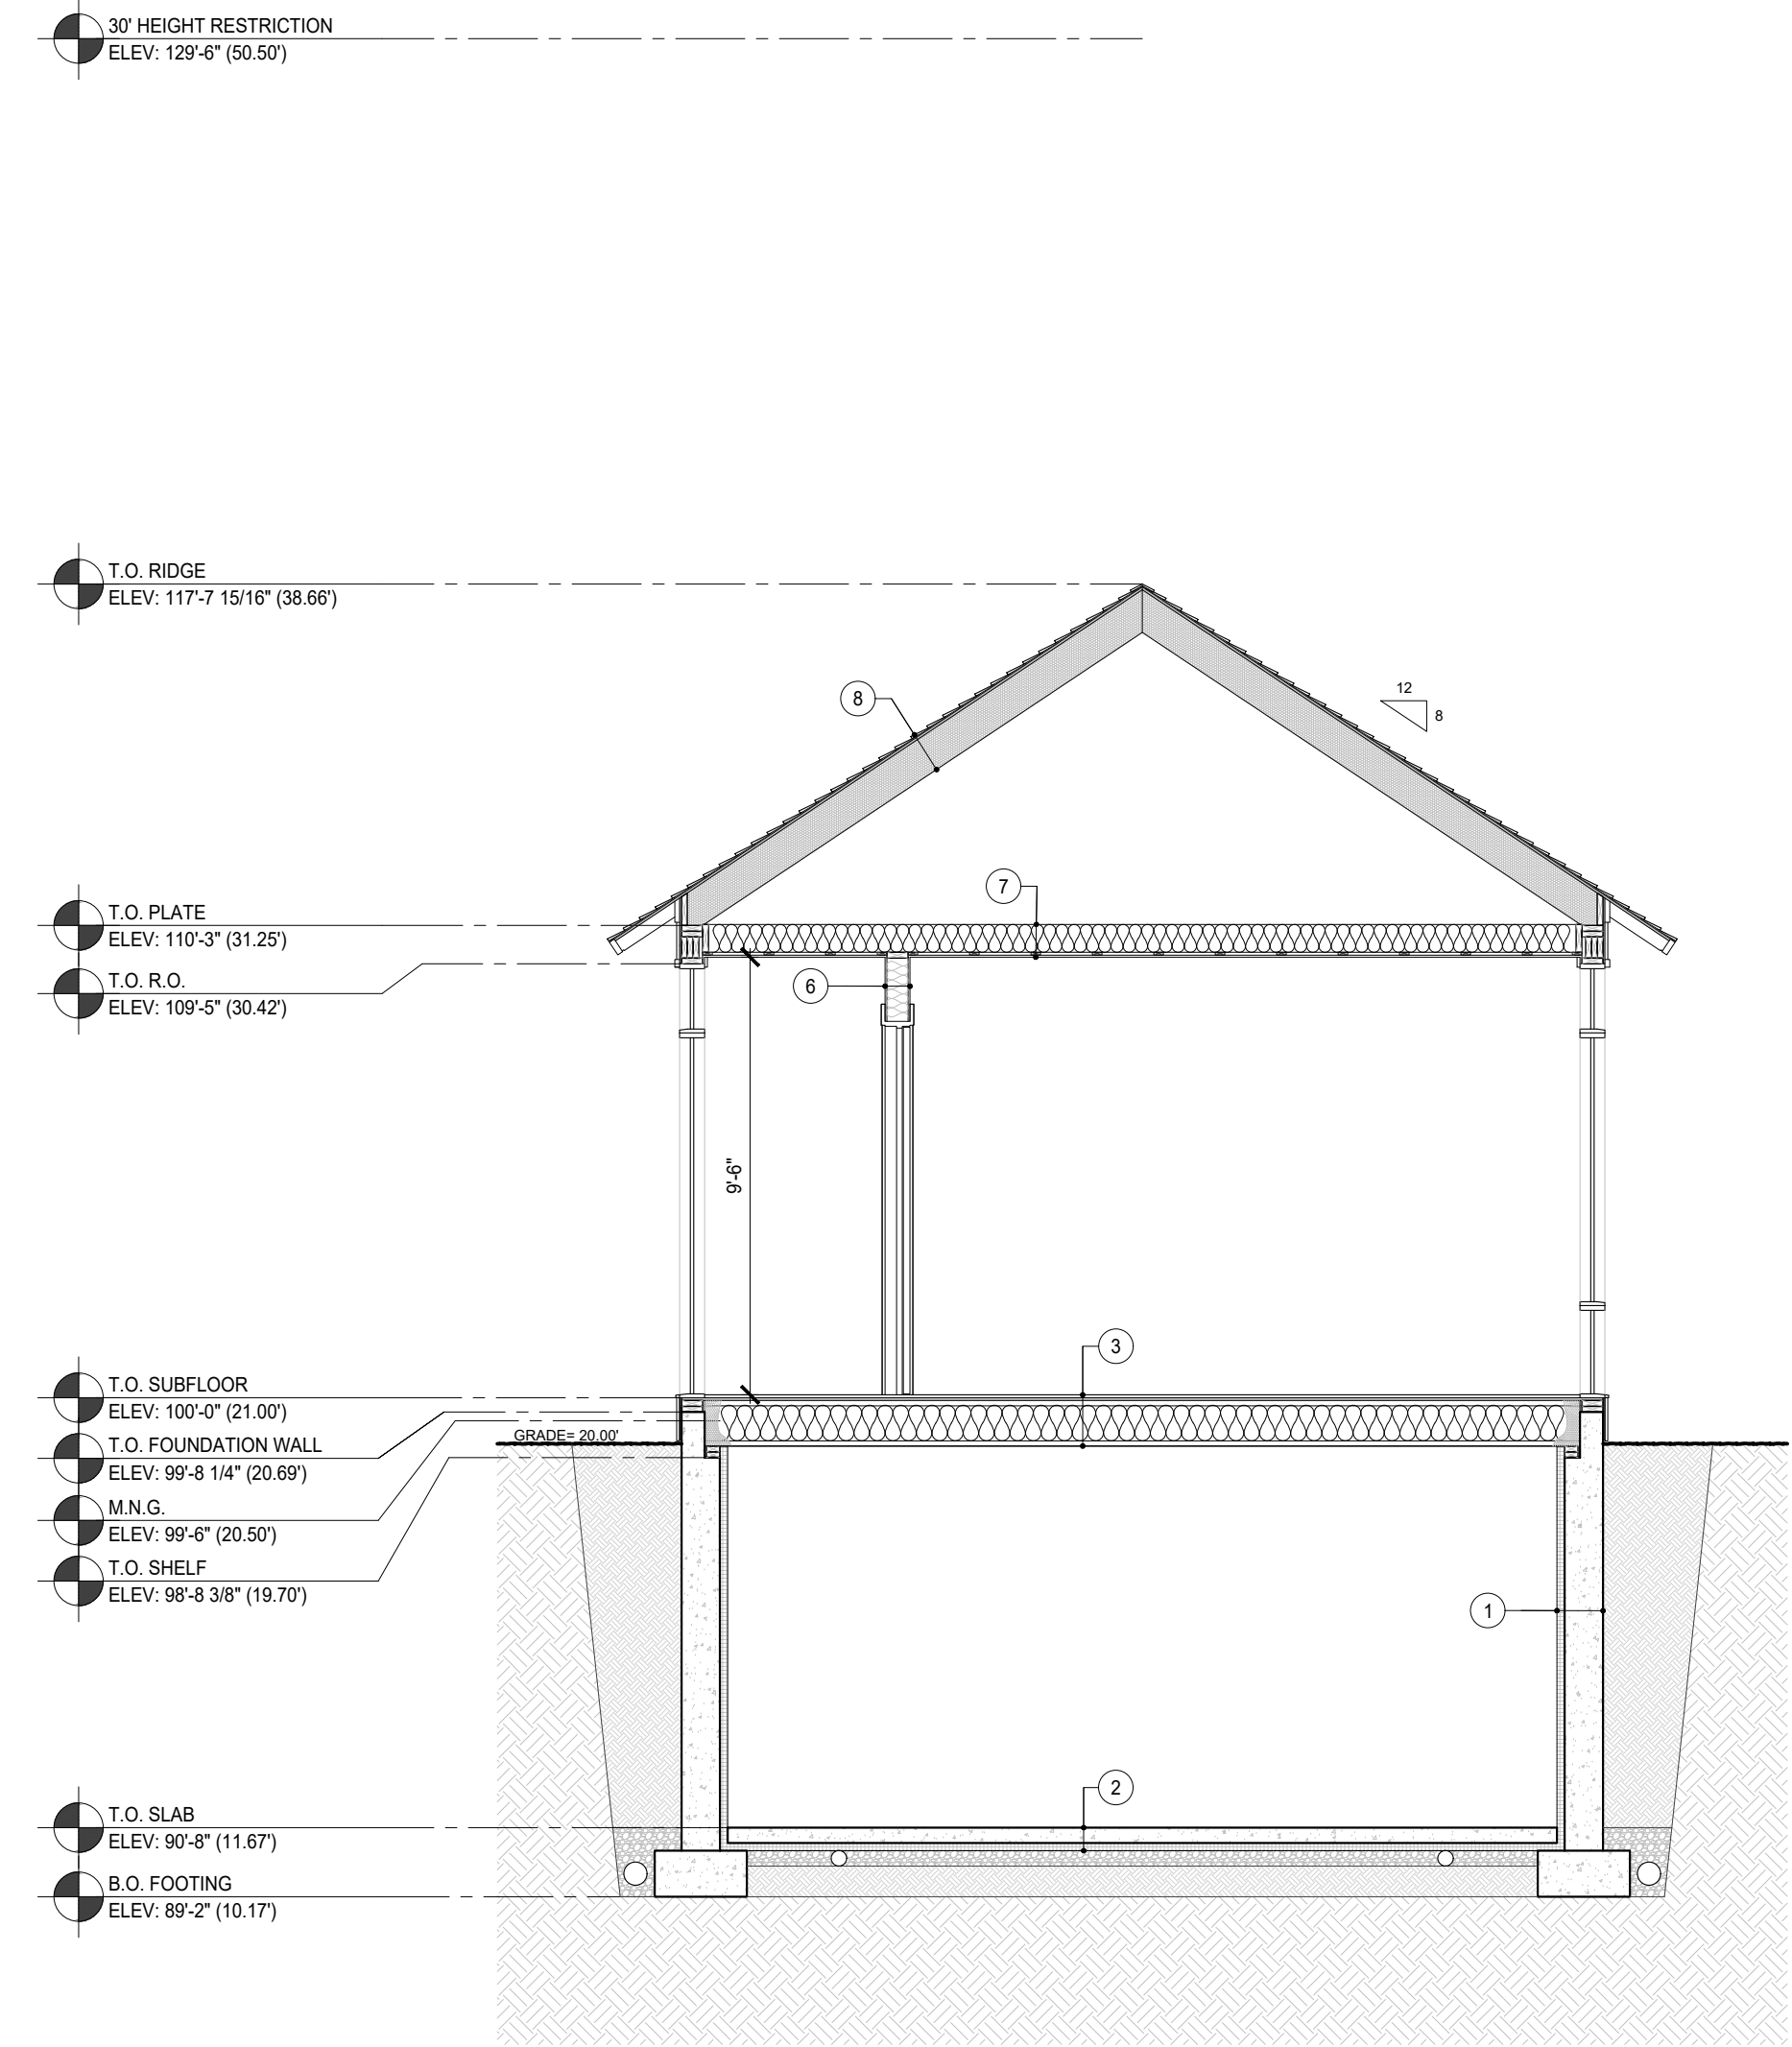 30' HEIGHT RESTRICTION
ELEV: 129'-6" (50.50')
T.O. RIDGE
ELEV: 117'-7 15/16" (38.66')
12
8
8
7
T.O. PLATE
ELEV: 110'-3" (31.25')
T.O. R.O.
ELEV: 109'-5" (30.42')
6
9'-6"
3
T.O. SUBFLOOR
ELEV: 100'-0" (21.00')
GRADE= 20.00'
T.O. FOUNDATION WALL
ELEV: 99'-8 1/4" (20.69')
M.N.G.
ELEV: 99'-6" (20.50')
T.O. SHELF
ELEV: 98'-8 3/8" (19.70')
1
2
T.O. SLAB
ELEV: 90'-8" (11.67')
B.O. FOOTING
ELEV: 89'-2" (10.17')